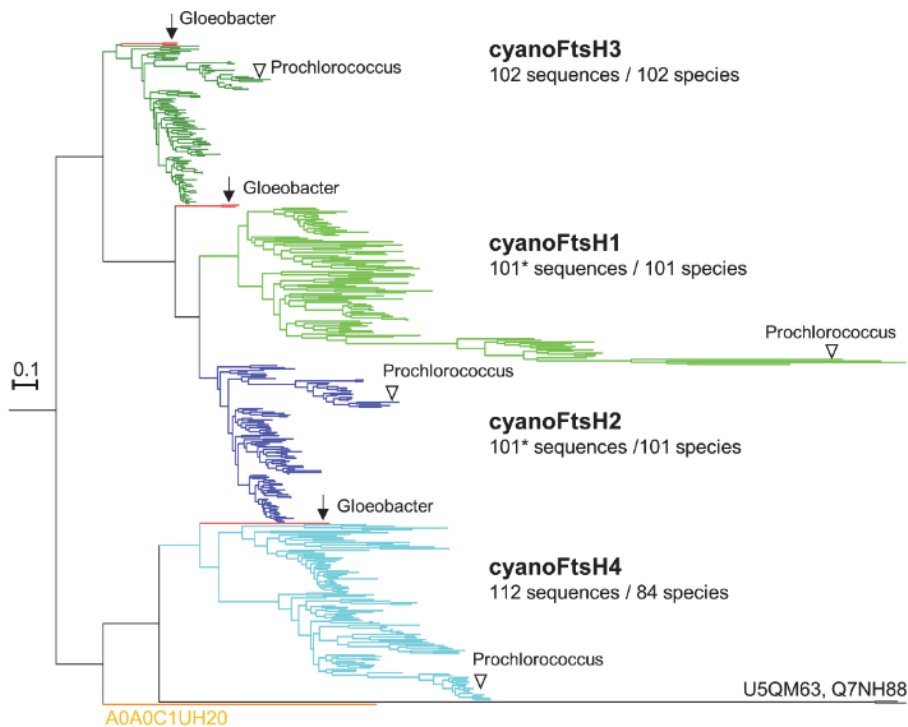 Gloeobacter
cyanoFtsH3
102 sequences / 102 species
Prochlorococcus
Gloeobacter
cyanoFtsH1
101* sequences / 101 species
Prochlorococcus
0.1
Prochlorococcus
cyanoFtsH2
101* sequences /101 species
Gloeobacter
cyanoFtsH4
112 sequences / 84 species
Prochlorococcus
U5QM63, Q7NH88
A0A0C1UH20